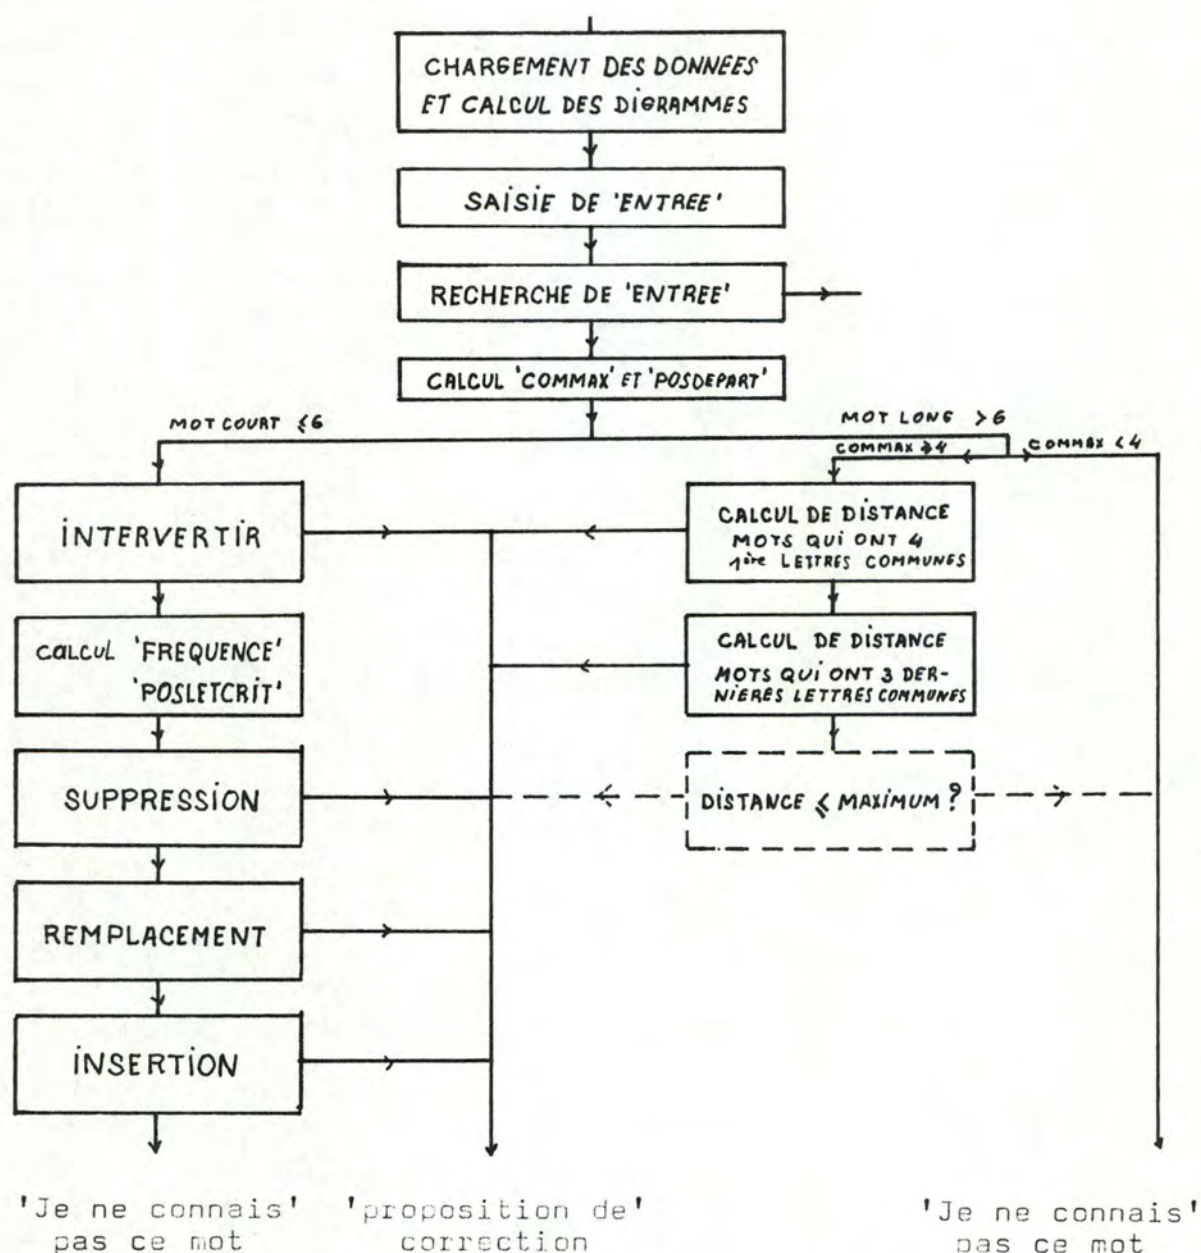 CHARGEMENT DES DONNEES
ET CALCUL DES DIGRAMMES
SAISIE DE 'ENTREE'
RECHERCHE DE 'ENTREE'
CALCUL 'COMMAX' ET 'POSDEPART'
MOT COURT ≤6
MOT LONG >6
COMMAX ≥4
COMMAX <4
INTERVERTIR
CALCUL DE DISTANCE
MOTS QUI ONT 4
1ère LETTRES COMMUNES
CALCUL 'FREQUENCE'
'POSLETCRIT'
CALCUL DE DISTANCE
MOTS QUI ONT 3 DER-
NIERES LETTRES COMMUNES
SUPPRESSION
DISTANCE ≤ MAXIMUM ?
REMPLACEMENT
INSERTION
'Je ne connais'
pas ce mot
'proposition de'
correction
'Je ne connais'
pas ce mot